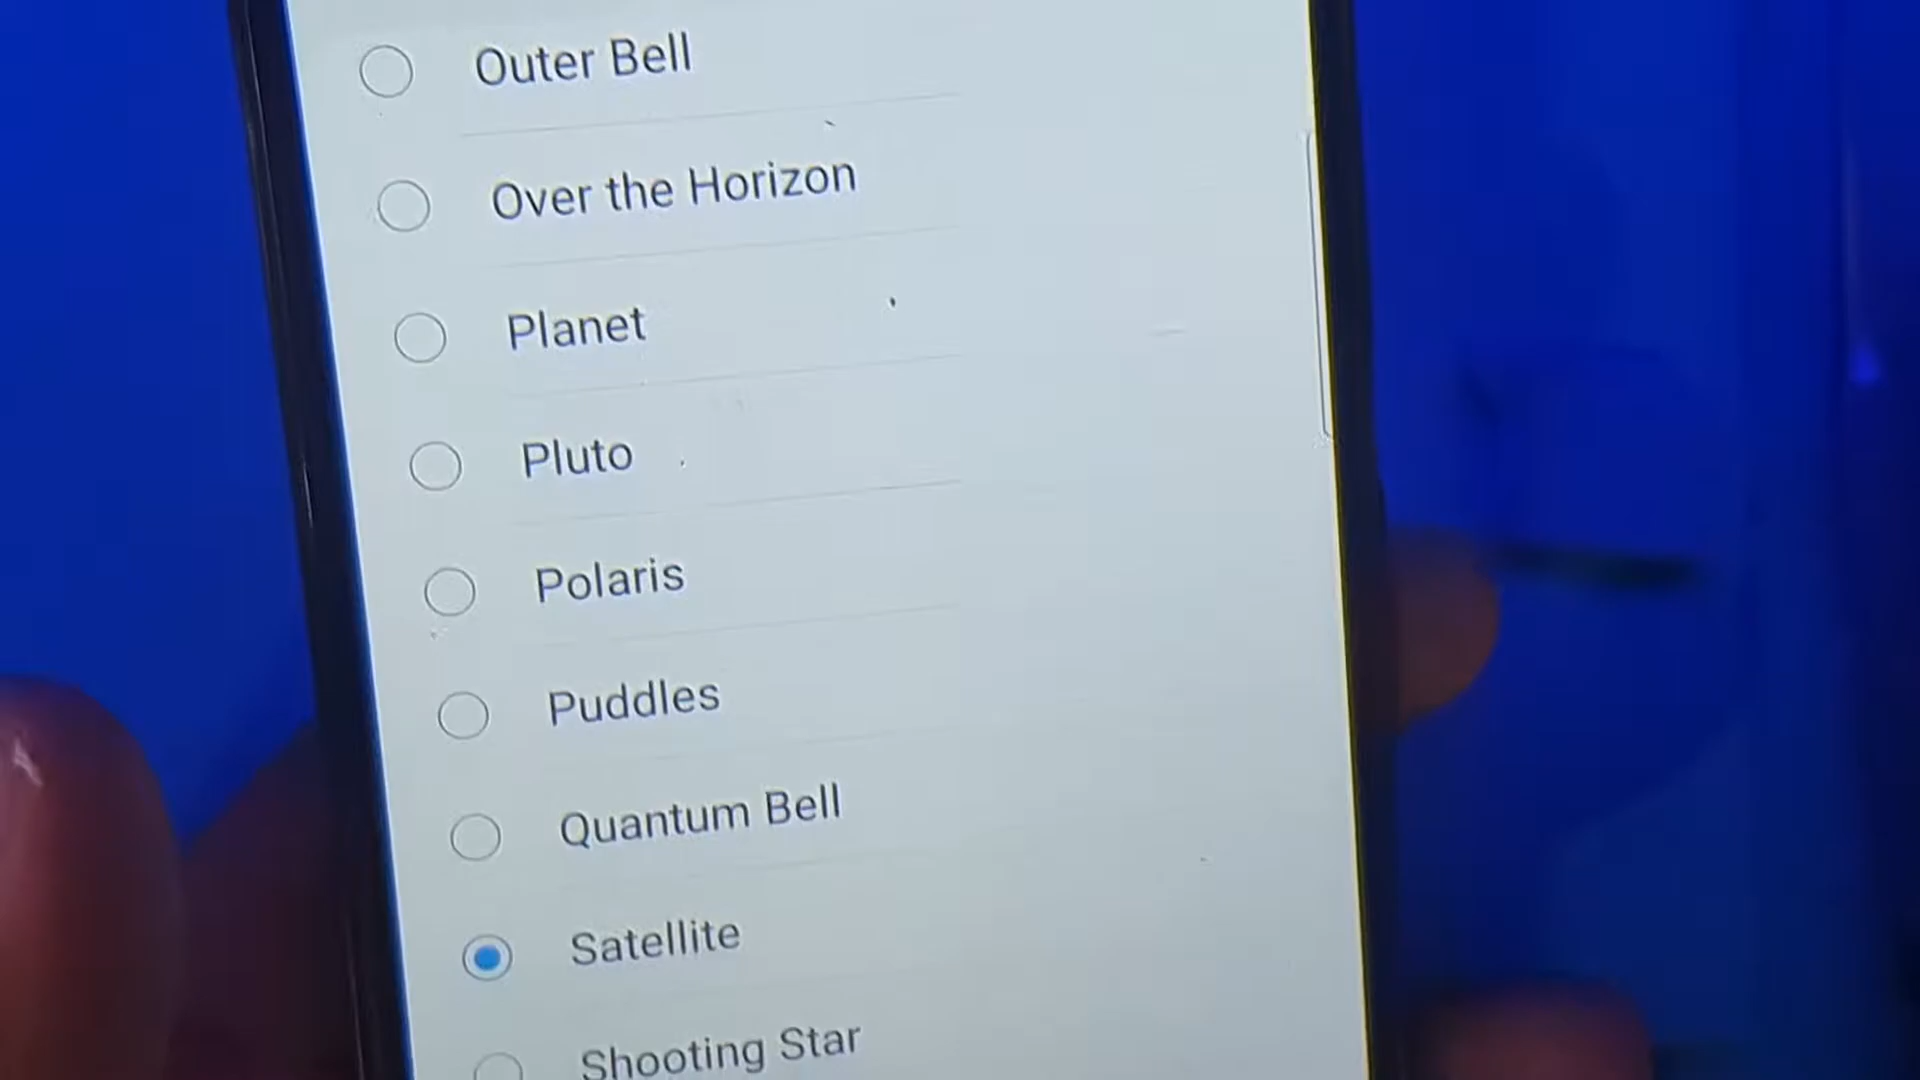 Outer Bell
Over the Horizon
Planet
Pluto
Polaris
Puddles
Quantum Bell
Satellite
Shooting Star